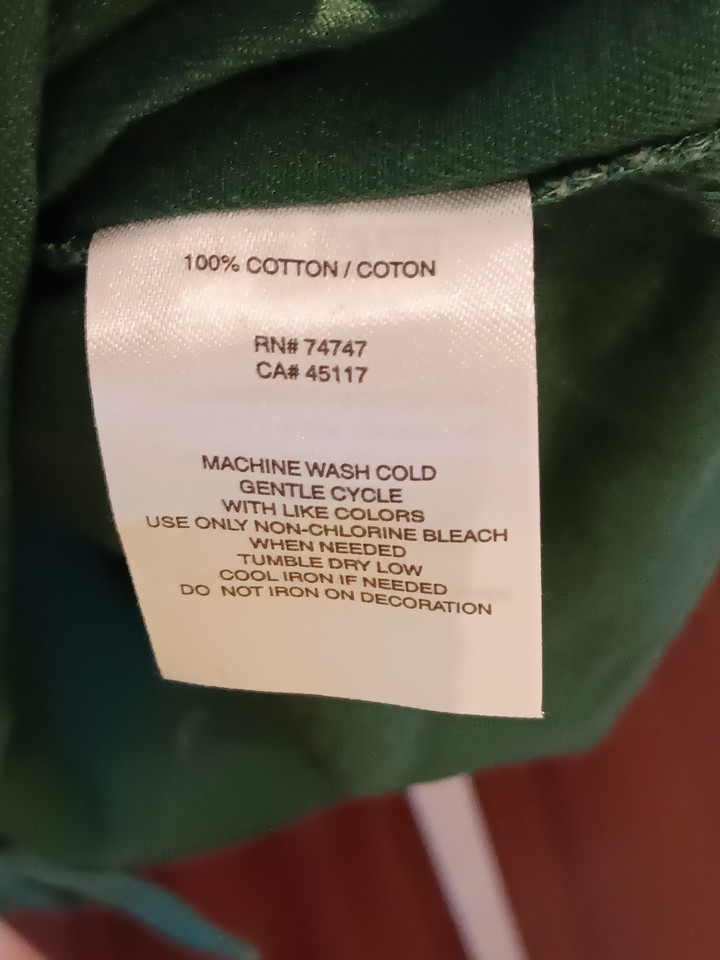 100% COTTON / COTON
RN# 74747
CA# 45117
MACHINE WASH COLD
GENTLE CYCLE
WITH LIKE COLORS
USE ONLY NON-CHLORINE BLEACH
WHEN NEEDED
TUMBLE DRY LOW
COOL IRON IF NEEDED
DO NOT IRON ON DECORATION